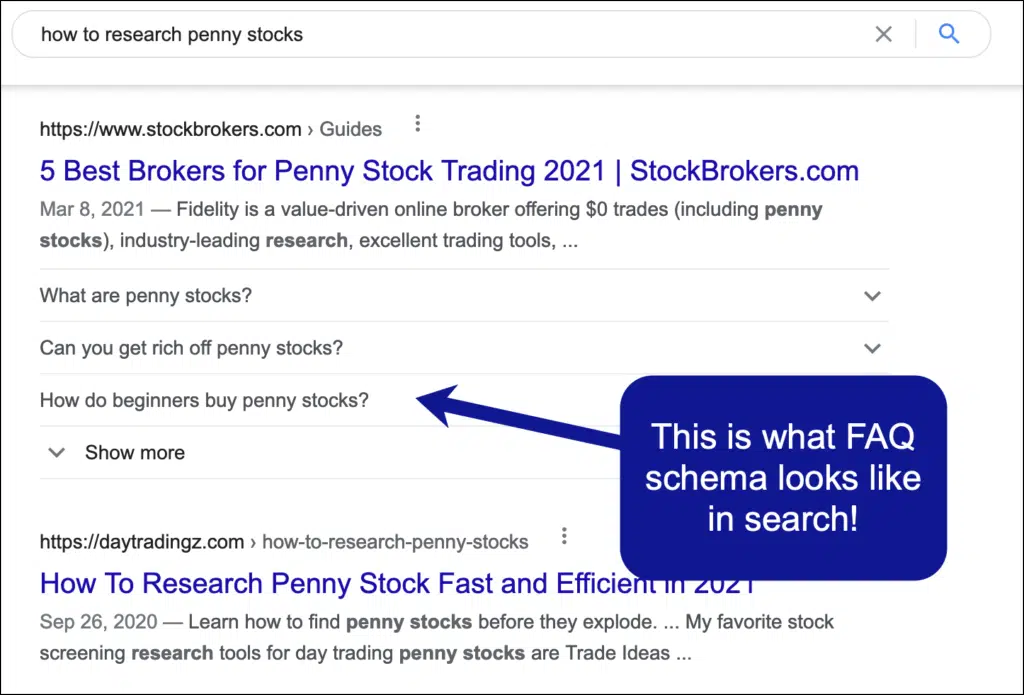 how to research penny stocks
https://www.stockbrokers.com › Guides
5 Best Brokers for Penny Stock Trading 2021 | StockBrokers.com
Mar 8, 2021 — Fidelity is a value-driven online broker offering $0 trades (including penny
stocks), industry-leading research, excellent trading tools, ...
What are penny stocks?
Can you get rich off penny stocks?
How do beginners buy penny stocks?
Show more
This is what FAQ
schema looks like
in search!
https://daytradingz.com › how-to-research-penny-stocks
How To Research Penny Stock Fast and Efficient in 2021
Sep 26, 2020 — Learn how to find penny stocks before they explode. ... My favorite stock
screening research tools for day trading penny stocks are Trade Ideas ...